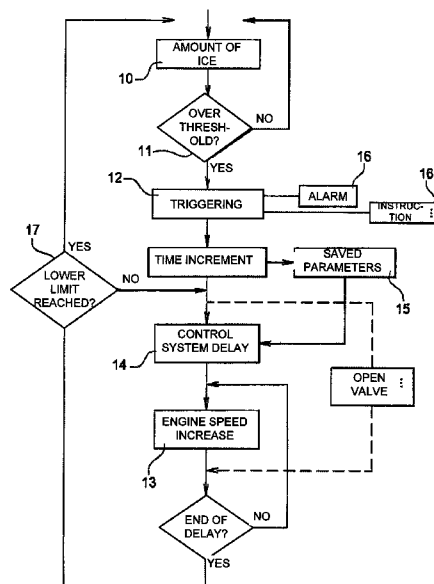 AMOUNT OF
ICE
10
OVER
THRESH-
OLD?
NO
11
YES
12
TRIGGERING
16
ALARM
16
INSTRUC-
TION
17
YES
TIME INCREMENT
SAVED
PARAMETERS
15
LOWER
LIMIT
REACHED?
NO
CONTROL
SYSTEM DELAY
14
OPEN
VALVE
ENGINE SPEED
INCREASE
13
END OF
DELAY?
NO
YES